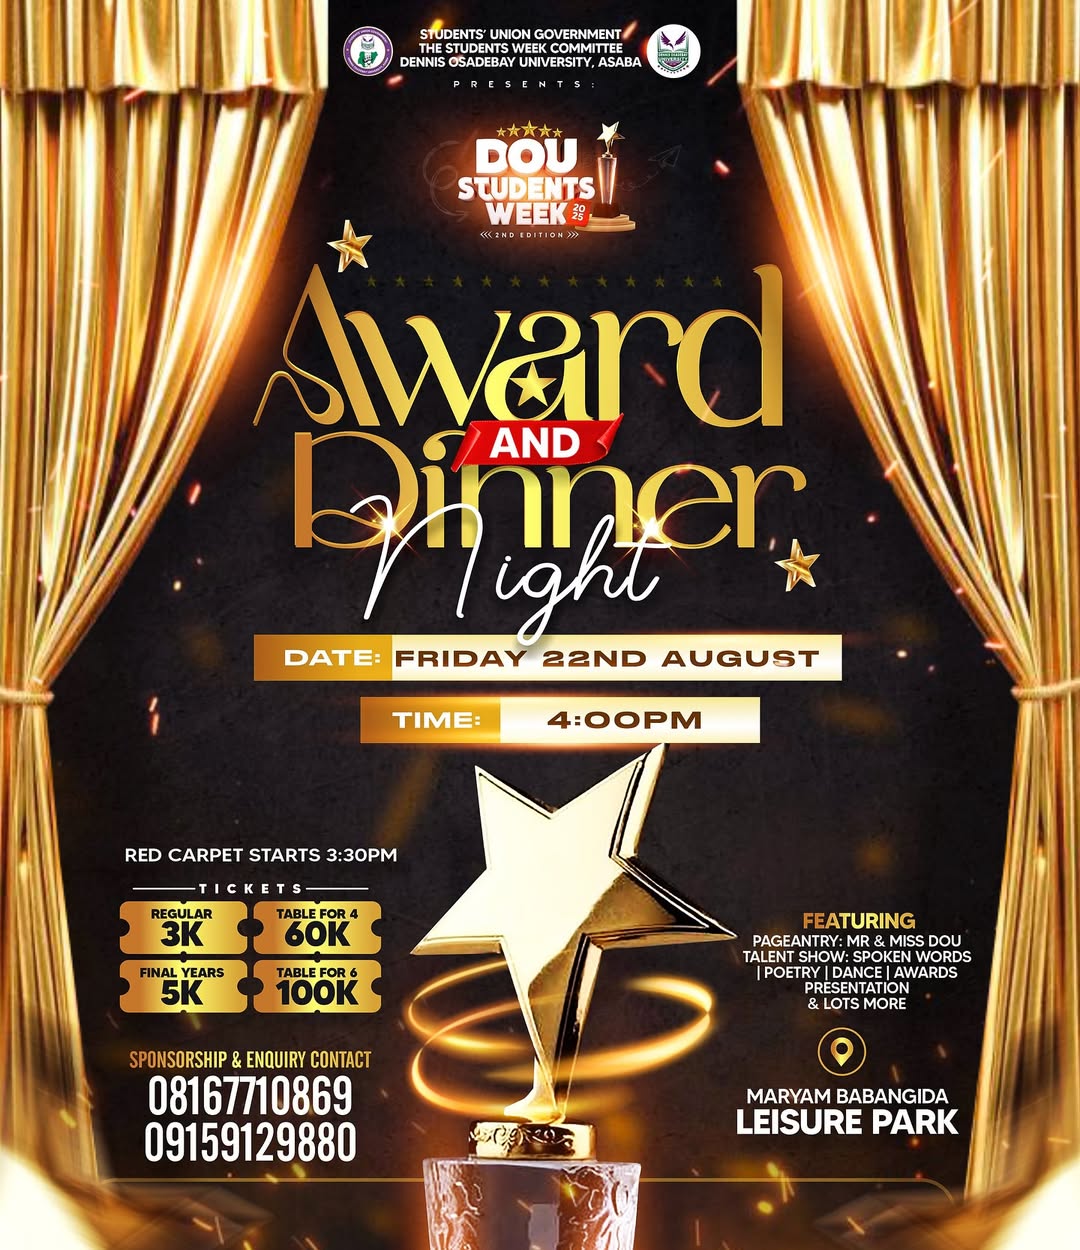 STUDENTS' UNION GOVERNMENT
THE STUDENTS WEEK COMMITTEE
DENNIS OSADEBAY UNIVERSITY, ASABA
PRESENTS:
DOU
STUDENTS
WEEK 2025
2ND EDITION
Award
AND
Dinner
Night
DATE: FRIDAY 22ND AUGUST
TIME: 4:00PM
RED CARPET STARTS 3:30PM
TICKETS
REGULAR
3K
TABLE FOR 4
60K
FINAL YEARS
5K
TABLE FOR 6
100K
SPONSORSHIP & ENQUIRY CONTACT
08167710869
09159129880
FEATURING
PAGEANTRY: MR & MISS DOU
TALENT SHOW: SPOKEN WORDS
| POETRY | DANCE | AWARDS
PRESENTATION
& LOTS MORE
MARYAM BABANGIDA
LEISURE PARK